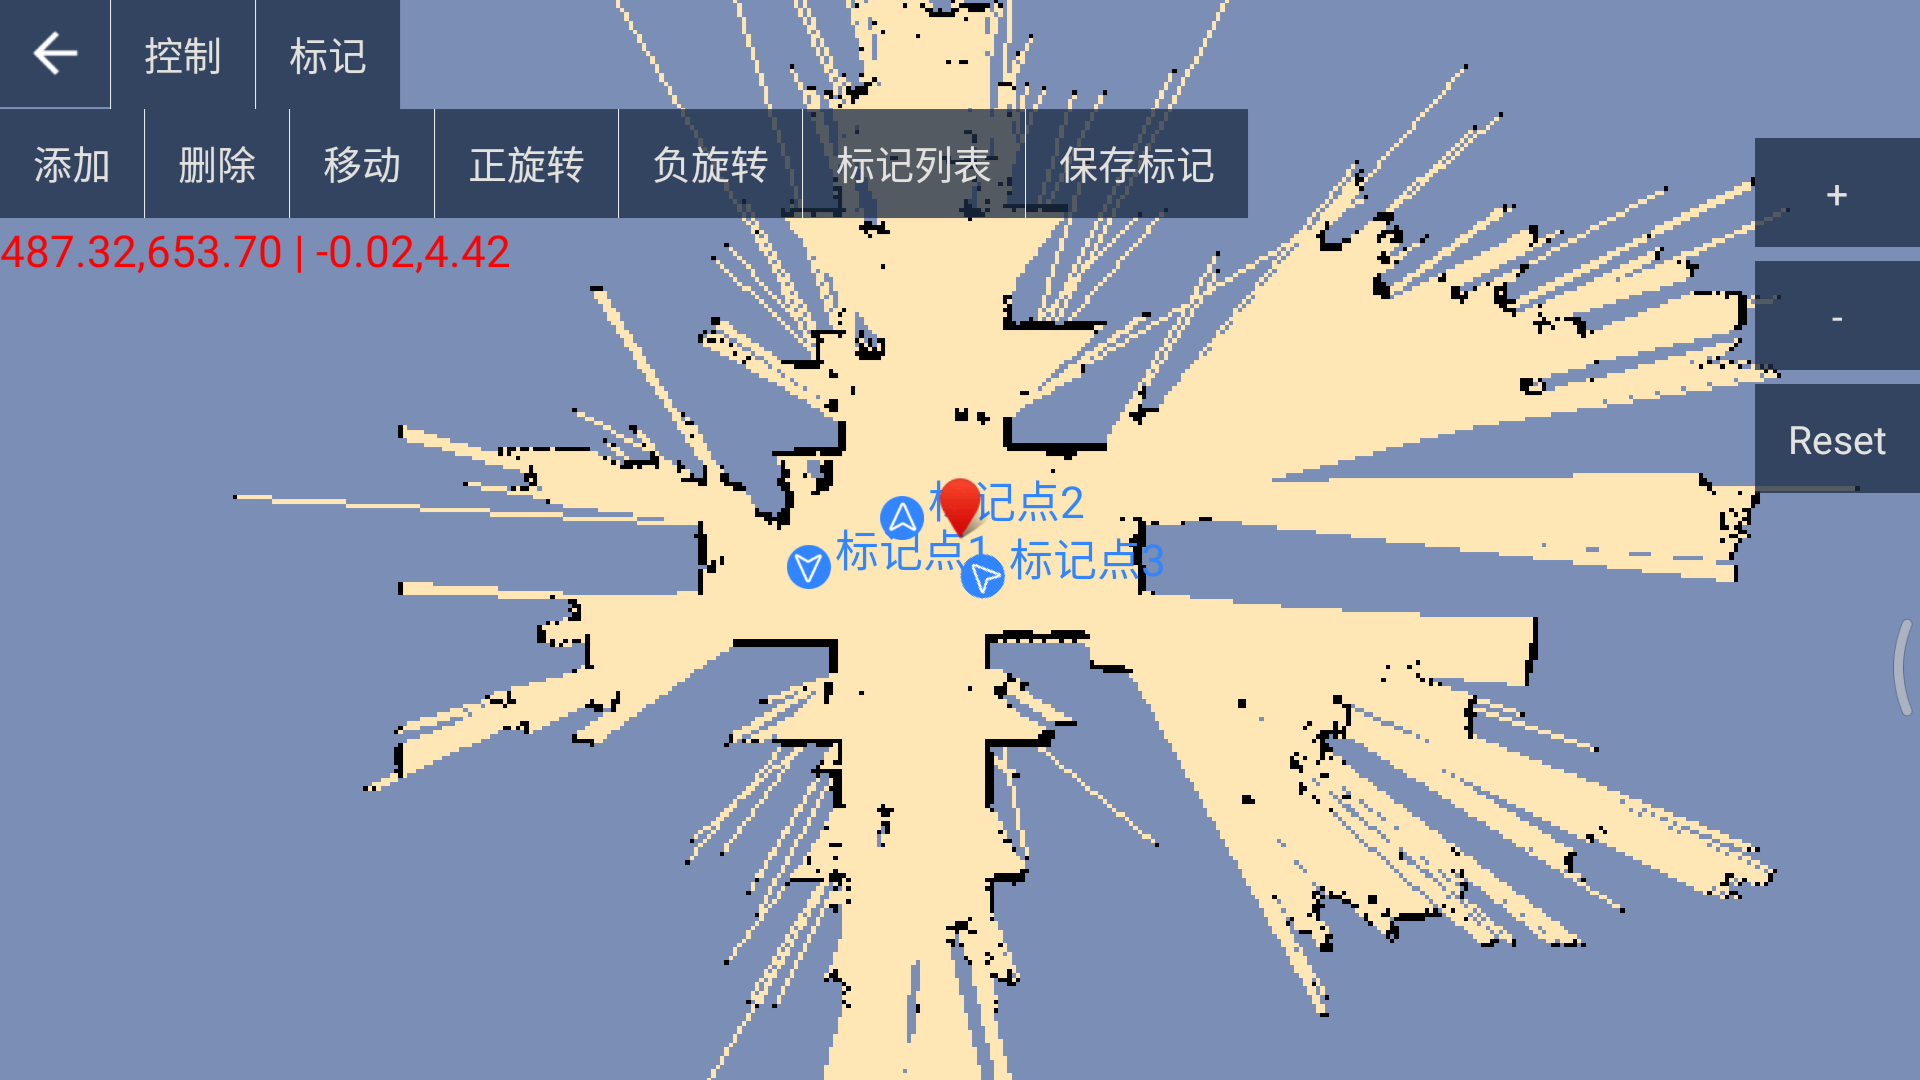 控制 标记
添加 删除 移动 正旋转 负旋转 标记列表 保存标记
487.32,653.70 | -0.02,4.42
+
-
Reset
标记点2
标记点1
标记点3